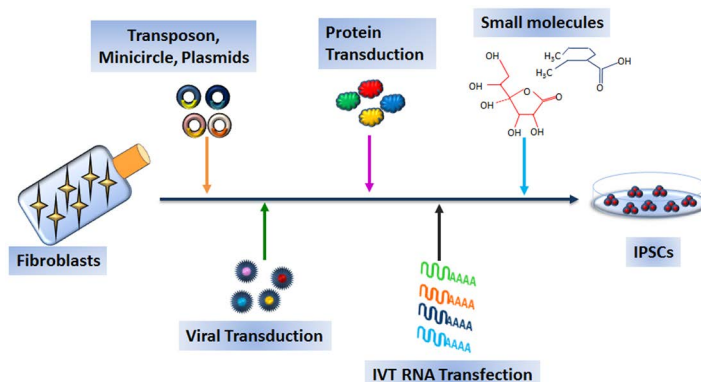 Transposon,
Minicircle, Plasmids
Protein
Transduction
Small molecules
OH
OH
OH
O
O
OH
OH
H₃C
H₃C
OH
O
Fibroblasts
IPSCs
Viral Transduction
AAAA
AAAA
AAAA
AAAA
IVT RNA Transfection